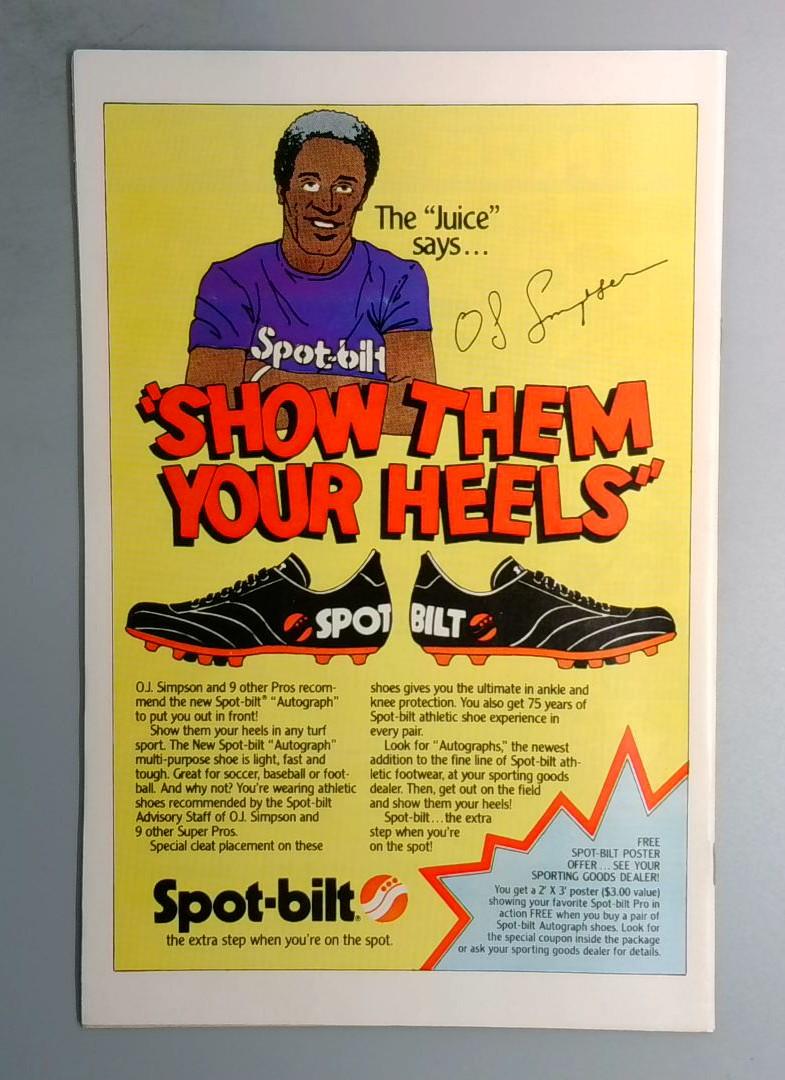 The "Juice"
says...
OJ Simpson
Spot-bilt
"SHOW THEM
YOUR HEELS"
SPOT BILT
O.J. Simpson and 9 other Pros recom-
mend the new Spot-bilt® "Autograph"
to put you out in front!
Show them your heels in any turf
sport. The New Spot-bilt "Autograph"
multi-purpose shoe is light, fast and
tough. Great for soccer, baseball or foot-
ball. And why not? You're wearing athletic
shoes recommended by the Spot-bilt
Advisory Staff of O.J. Simpson and
9 other Super Pros.
Special cleat placement on these
shoes gives you the ultimate in ankle and
knee protection. You also get 75 years of
Spot-bilt athletic shoe experience in
every pair.
Look for "Autographs," the newest
addition to the fine line of Spot-bilt ath-
letic footwear, at your sporting goods
dealer. Then, get out on the field
and show them your heels!
Spot-bilt...the extra
step when you're
on the spot!
Spot-bilt®
the extra step when you're on the spot.
FREE
SPOT-BILT POSTER
OFFER... SEE YOUR
SPORTING GOODS DEALER!
You get a 2' X 3' poster ($3.00 value)
showing your favorite Spot-bilt Pro in
action FREE when you buy a pair of
Spot-bilt Autograph shoes. Look for
the special coupon inside the package
or ask your sporting goods dealer for details.